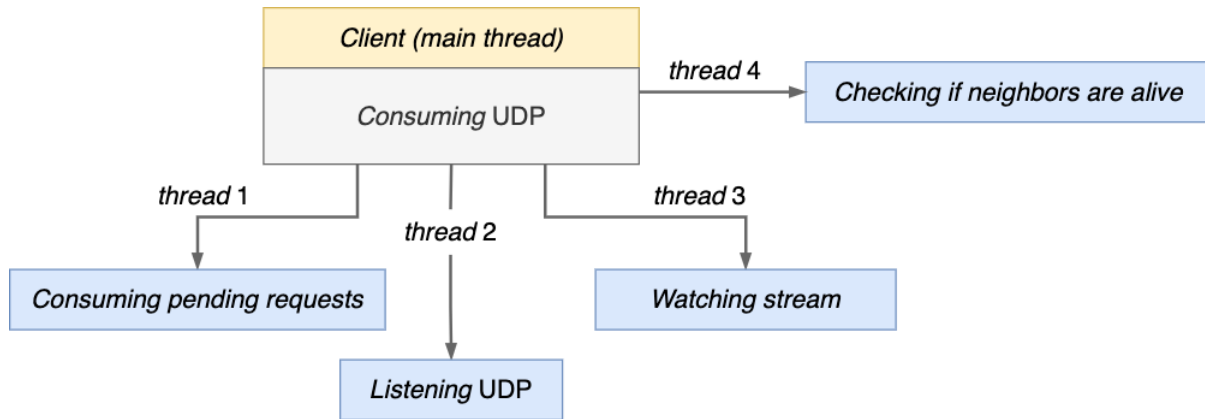 Client (main thread)
Consuming UDP
thread 4
Checking if neighbors are alive
thread 1
thread 2
thread 3
Consuming pending requests
Listening UDP
Watching stream